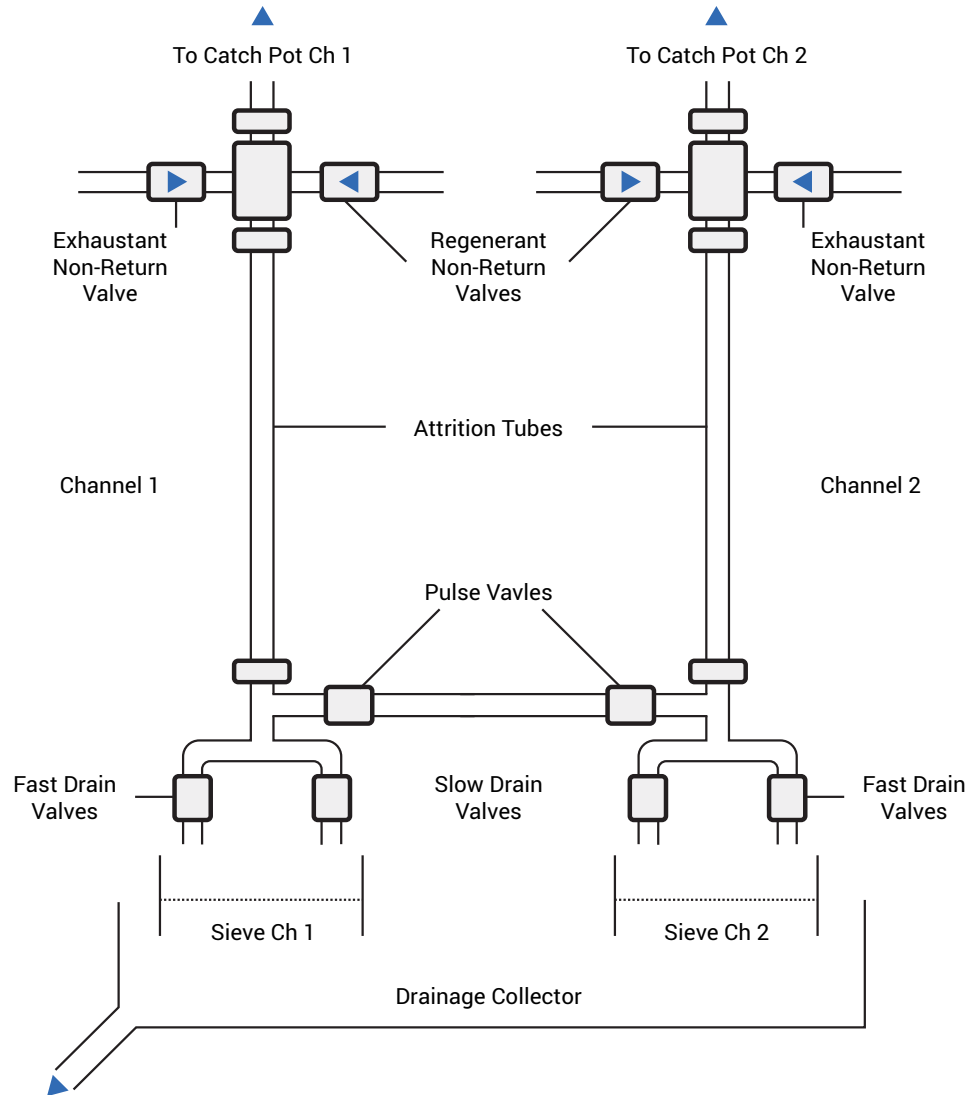 To Catch Pot Ch 1
To Catch Pot Ch 2
Exhaustant
Non-Return
Valve
Regenerant
Non-Return
Valves
Exhaustant
Non-Return
Valve
Attrition Tubes
Channel 1
Channel 2
Pulse Vavles
Fast Drain
Valves
Slow Drain
Valves
Fast Drain
Valves
Sieve Ch 1
Sieve Ch 2
Drainage Collector